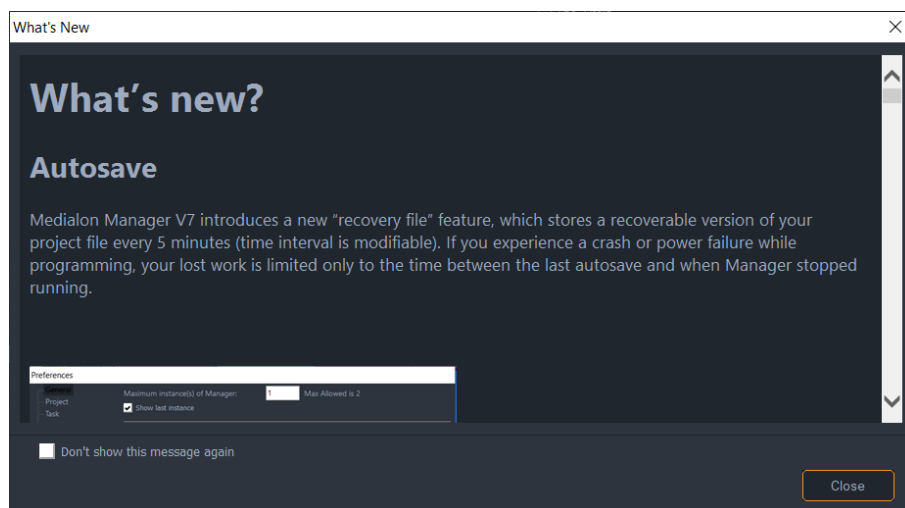 What's New
What's new?
Autosave
Medialon Manager V7 introduces a new "recovery file" feature, which stores a recoverable version of your
project file every 5 minutes (time interval is modifiable). If you experience a crash or power failure while
programming, your lost work is limited only to the time between the last autosave and when Manager stopped
running.
Preferences
General
Maximum instance(s) of Manager: 1 Max Allowed is 2
Project
Show last instance
Task
Don't show this message again
Close